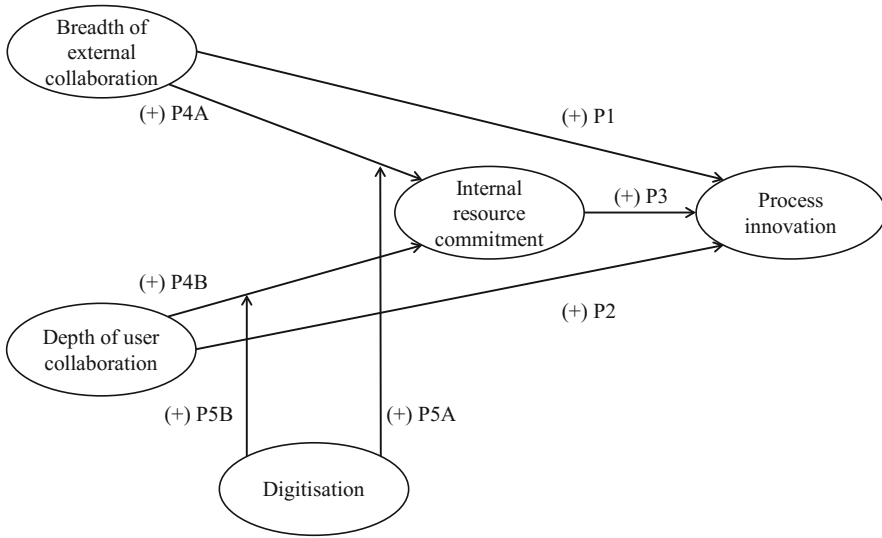 Breadth of
external
collaboration
(+) P4A
(+) P1
Internal
resource
commitment
(+) P3
Process
innovation
(+) P4B
(+) P2
Depth of user
collaboration
(+) P5B
(+) P5A
Digitisation